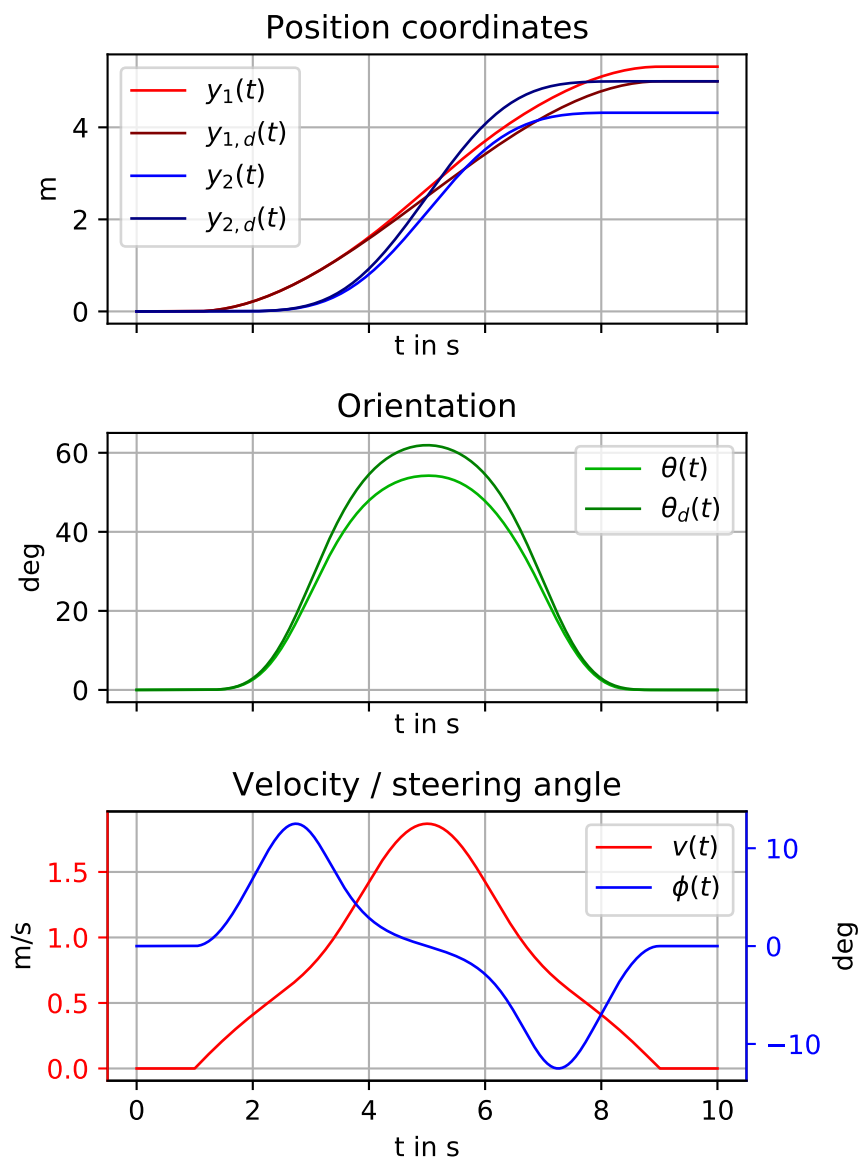 Position coordinates
y₁(t)
y₁,d(t)
y₂(t)
y₂,d(t)
4
2
0
m
t in s
Orientation
θ(t)
θd(t)
60
40
20
0
deg
t in s
Velocity / steering angle
v(t)
ϕ(t)
1.5
1.0
0.5
0.0
m/s
10
0
−10
deg
0 2 4 6 8 10
t in s